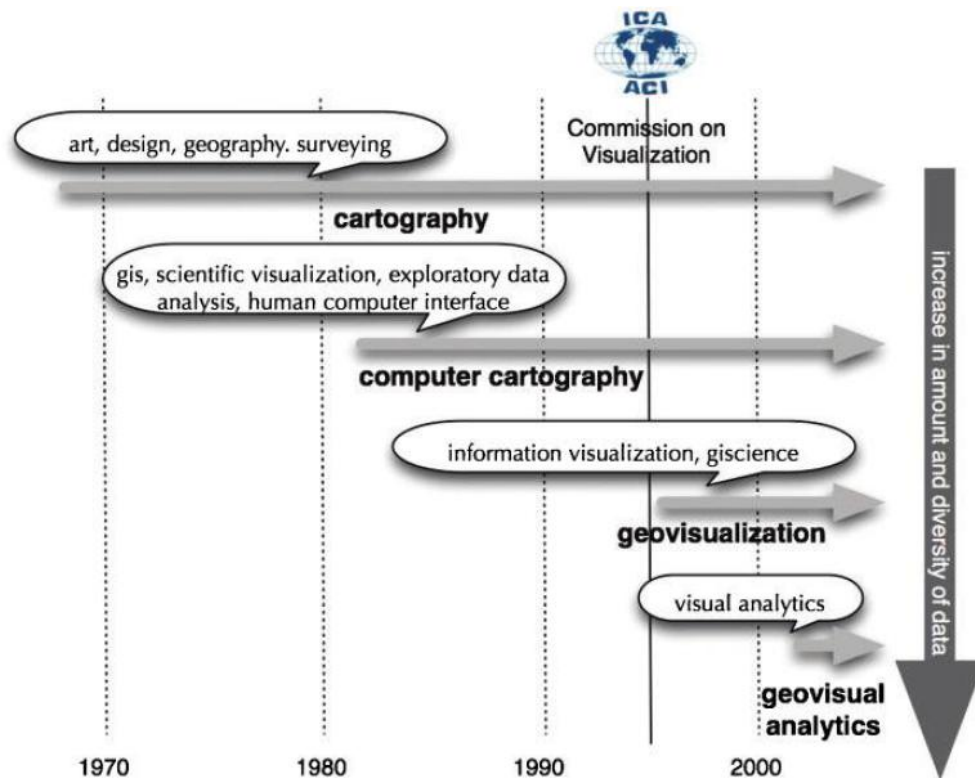 ICA
ACI
Commission on
Visualization
art, design, geography. surveying
cartography
gis, scientific visualization, exploratory data
analysis, human computer interface
computer cartography
information visualization, giscience
geovisualization
visual analytics
geovisual
analytics
increase in amount and diversity of data
1970
1980
1990
2000